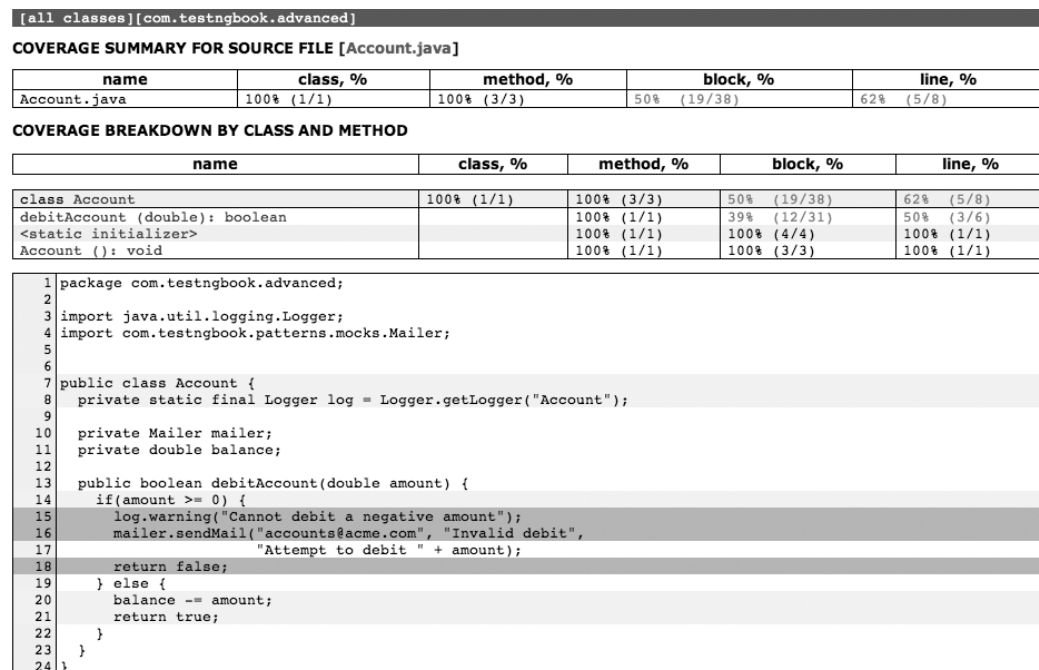 [all classes][com.testngbook.advanced]
COVERAGE SUMMARY FOR SOURCE FILE [Account.java]
name class, % method, % block, % line, %
Account.java 100% (1/1) 100% (3/3) 50% (19/38) 62% (5/8)
COVERAGE BREAKDOWN BY CLASS AND METHOD
name class, % method, % block, % line, %
class Account 100% (1/1) 100% (3/3) 50% (19/38) 62% (5/8)
debitAccount (double): boolean 100% (1/1) 39% (12/31) 50% (3/6)
<static initializer> 100% (1/1) 100% (4/4) 100% (1/1)
Account (): void 100% (1/1) 100% (3/3) 100% (1/1)
1 package com.testngbook.advanced;
2
3 import java.util.logging.Logger;
4 import com.testngbook.patterns.mocks.Mailer;
5
6
7 public class Account {
8 private static final Logger log = Logger.getLogger("Account");
9
10 private Mailer mailer;
11 private double balance;
12
13 public boolean debitAccount(double amount) {
14 if(amount >= 0) {
15 log.warning("Cannot debit a negative amount");
16 mailer.sendMail("accounts@acme.com", "Invalid debit",
17 "Attempt to debit " + amount);
18 return false;
19 } else {
20 balance -= amount;
21 return true;
22 }
23 }
24 }